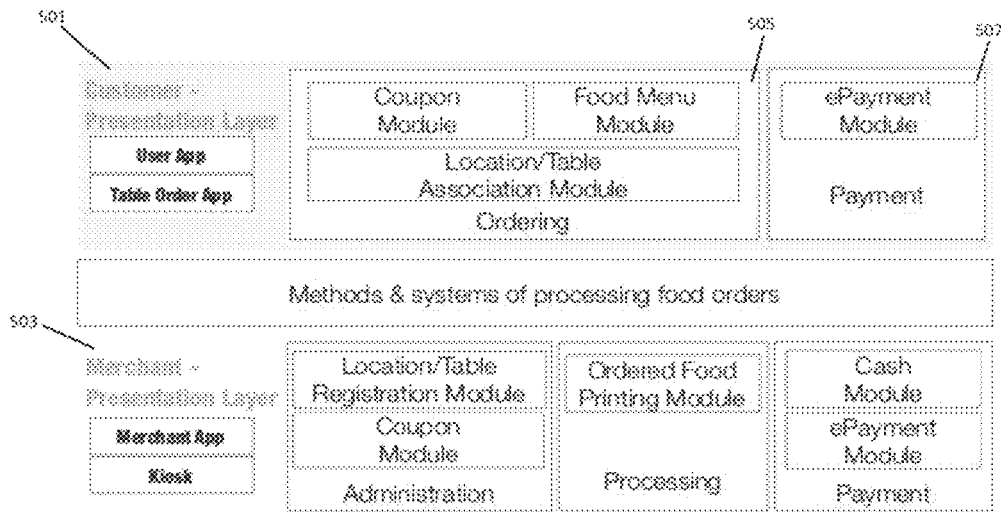 501
505
507
Customer -
Presentation Layer
User App
Table Order App
Coupon
Module
Food Menu
Module
Location/Table
Association Module
Ordering
ePayment
Module
Payment
Methods & systems of processing food orders
503
Merchant -
Presentation Layer
Merchant App
Kiosk
Location/Table
Registration Module
Coupon
Module
Administration
Ordered Food
Printing Module
Processing
Cash
Module
ePayment
Module
Payment